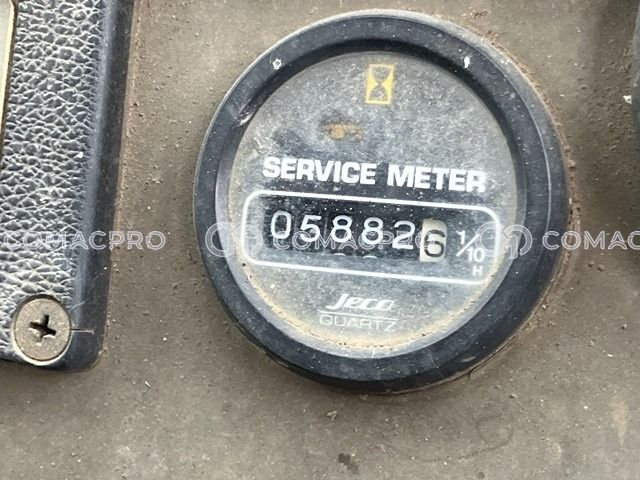 SERVICE METER
058826 1/10 H
Jeco
QUARTZ
COMACPRO COMACPRO COMAC